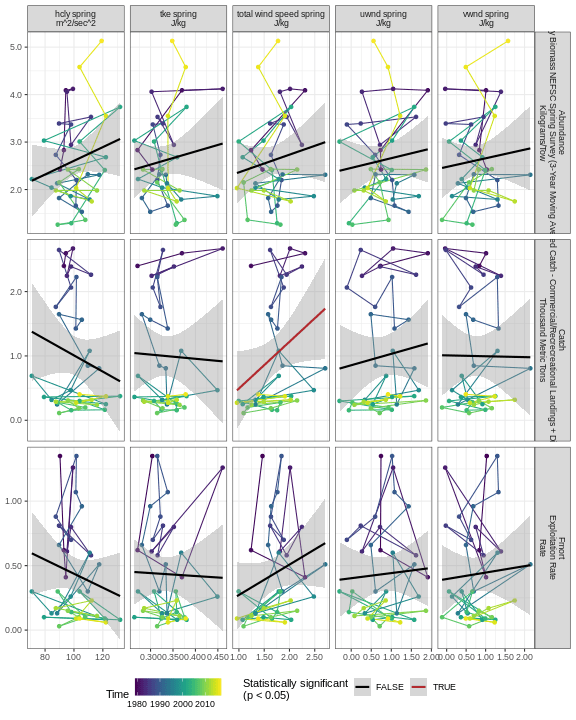 hcly spring
m^2/sec^2
tke spring
J/kg
total wind speed spring
J/kg
uwnd spring
J/kg
vwnd spring
J/kg
5.0
4.0
3.0
2.0
Abundance
y Biomass NEFSC Spring Survey (3-Year Moving Ave
Kilograms/tow
2.0
1.0
0.0
Catch
ed Catch - Commercial/Recreational Landings + D
Thousand Metric Tons
1.00
0.50
0.00
Fmort
Exploitation Rate
Rate
80 100 120
0.300 0.350 0.400 0.450
1.00 1.50 2.00 2.50
0.00 0.50 1.00 1.50 2.00
0.00 0.50 1.00 1.50 2.00
Time
1980 1990 2000 2010
Statistically significant
(p < 0.05)
FALSE
TRUE